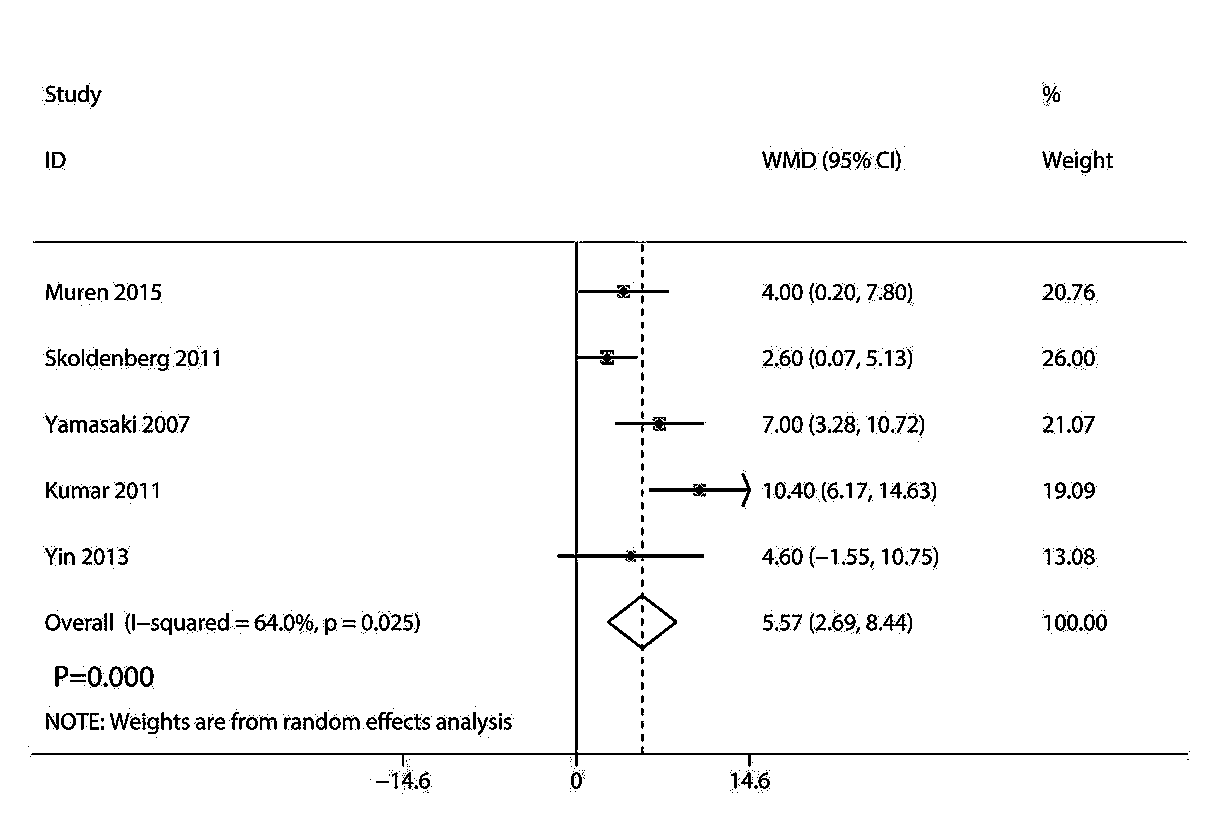 Study %
ID WMD (95% CI) Weight
Muren 2015 4.00 (0.20, 7.80) 20.76
Skoldenberg 2011 2.60 (0.07, 5.13) 26.00
Yamasaki 2007 7.00 (3.28, 10.72) 21.07
Kumar 2011 10.40 (6.17, 14.63) 19.09
Yin 2013 4.60 (−1.55, 10.75) 13.08
Overall (I−squared = 64.0%, p = 0.025) 5.57 (2.69, 8.44) 100.00
P=0.000
NOTE: Weights are from random effects analysis
−14.6 0 14.6